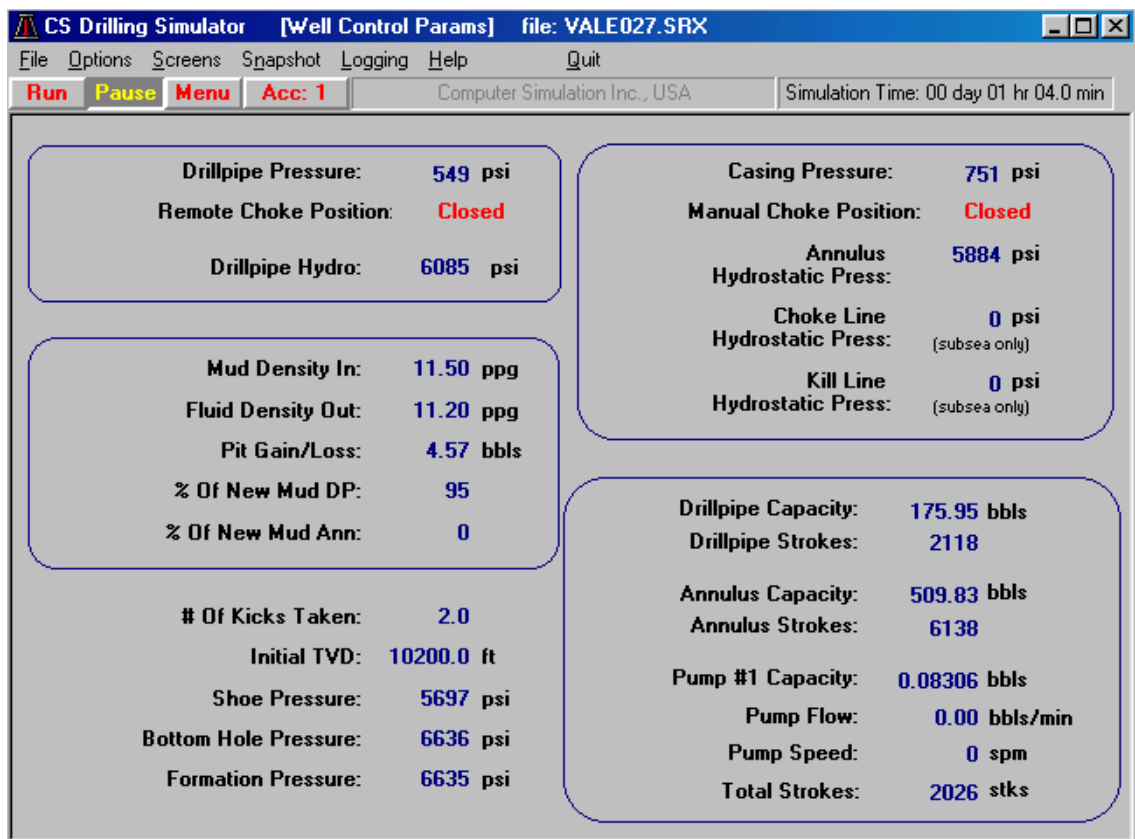 CS Drilling Simulator [Well Control Params] file: VALE027.SRX
File Options Screens Snapshot Logging Help Quit
Run Pause Menu Acc: 1 Computer Simulation Inc., USA Simulation Time: 00 day 01 hr 04.0 min
Drillpipe Pressure: 549 psi
Remote Choke Position: Closed
Drillpipe Hydro: 6085 psi
Casing Pressure: 751 psi
Manual Choke Position: Closed
Annulus 5884 psi
Hydrostatic Press:
Choke Line 0 psi
Hydrostatic Press: (subsea only)
Kill Line 0 psi
Hydrostatic Press: (subsea only)
Mud Density In: 11.50 ppg
Fluid Density Out: 11.20 ppg
Pit Gain/Loss: 4.57 bbls
% Of New Mud DP: 95
% Of New Mud Ann: 0
# Of Kicks Taken: 2.0
Initial TVD: 10200.0 ft
Shoe Pressure: 5697 psi
Bottom Hole Pressure: 6636 psi
Formation Pressure: 6635 psi
Drillpipe Capacity: 175.95 bbls
Drillpipe Strokes: 2118
Annulus Capacity: 509.83 bbls
Annulus Strokes: 6138
Pump #1 Capacity: 0.08306 bbls
Pump Flow: 0.00 bbls/min
Pump Speed: 0 spm
Total Strokes: 2026 stks